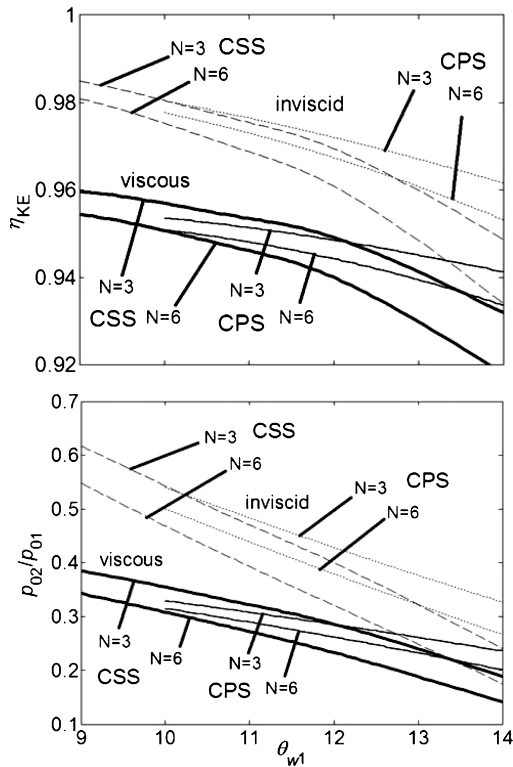 1
N=3 CSS
N=6
CPS
N=3
N=6
0.98
inviscid
0.96
viscous
ηKE
0.94
N=3
CSS N=6
N=3
CPS
N=6
0.92
0.7
N=3 CSS
N=6
0.6
inviscid
N=3 CPS
N=6
0.5
0.4
viscous
p02/p01
0.3
N=3
CSS
N=6
N=3
CPS
N=6
0.2
0.1
9 10 11 12 13 14
θw1